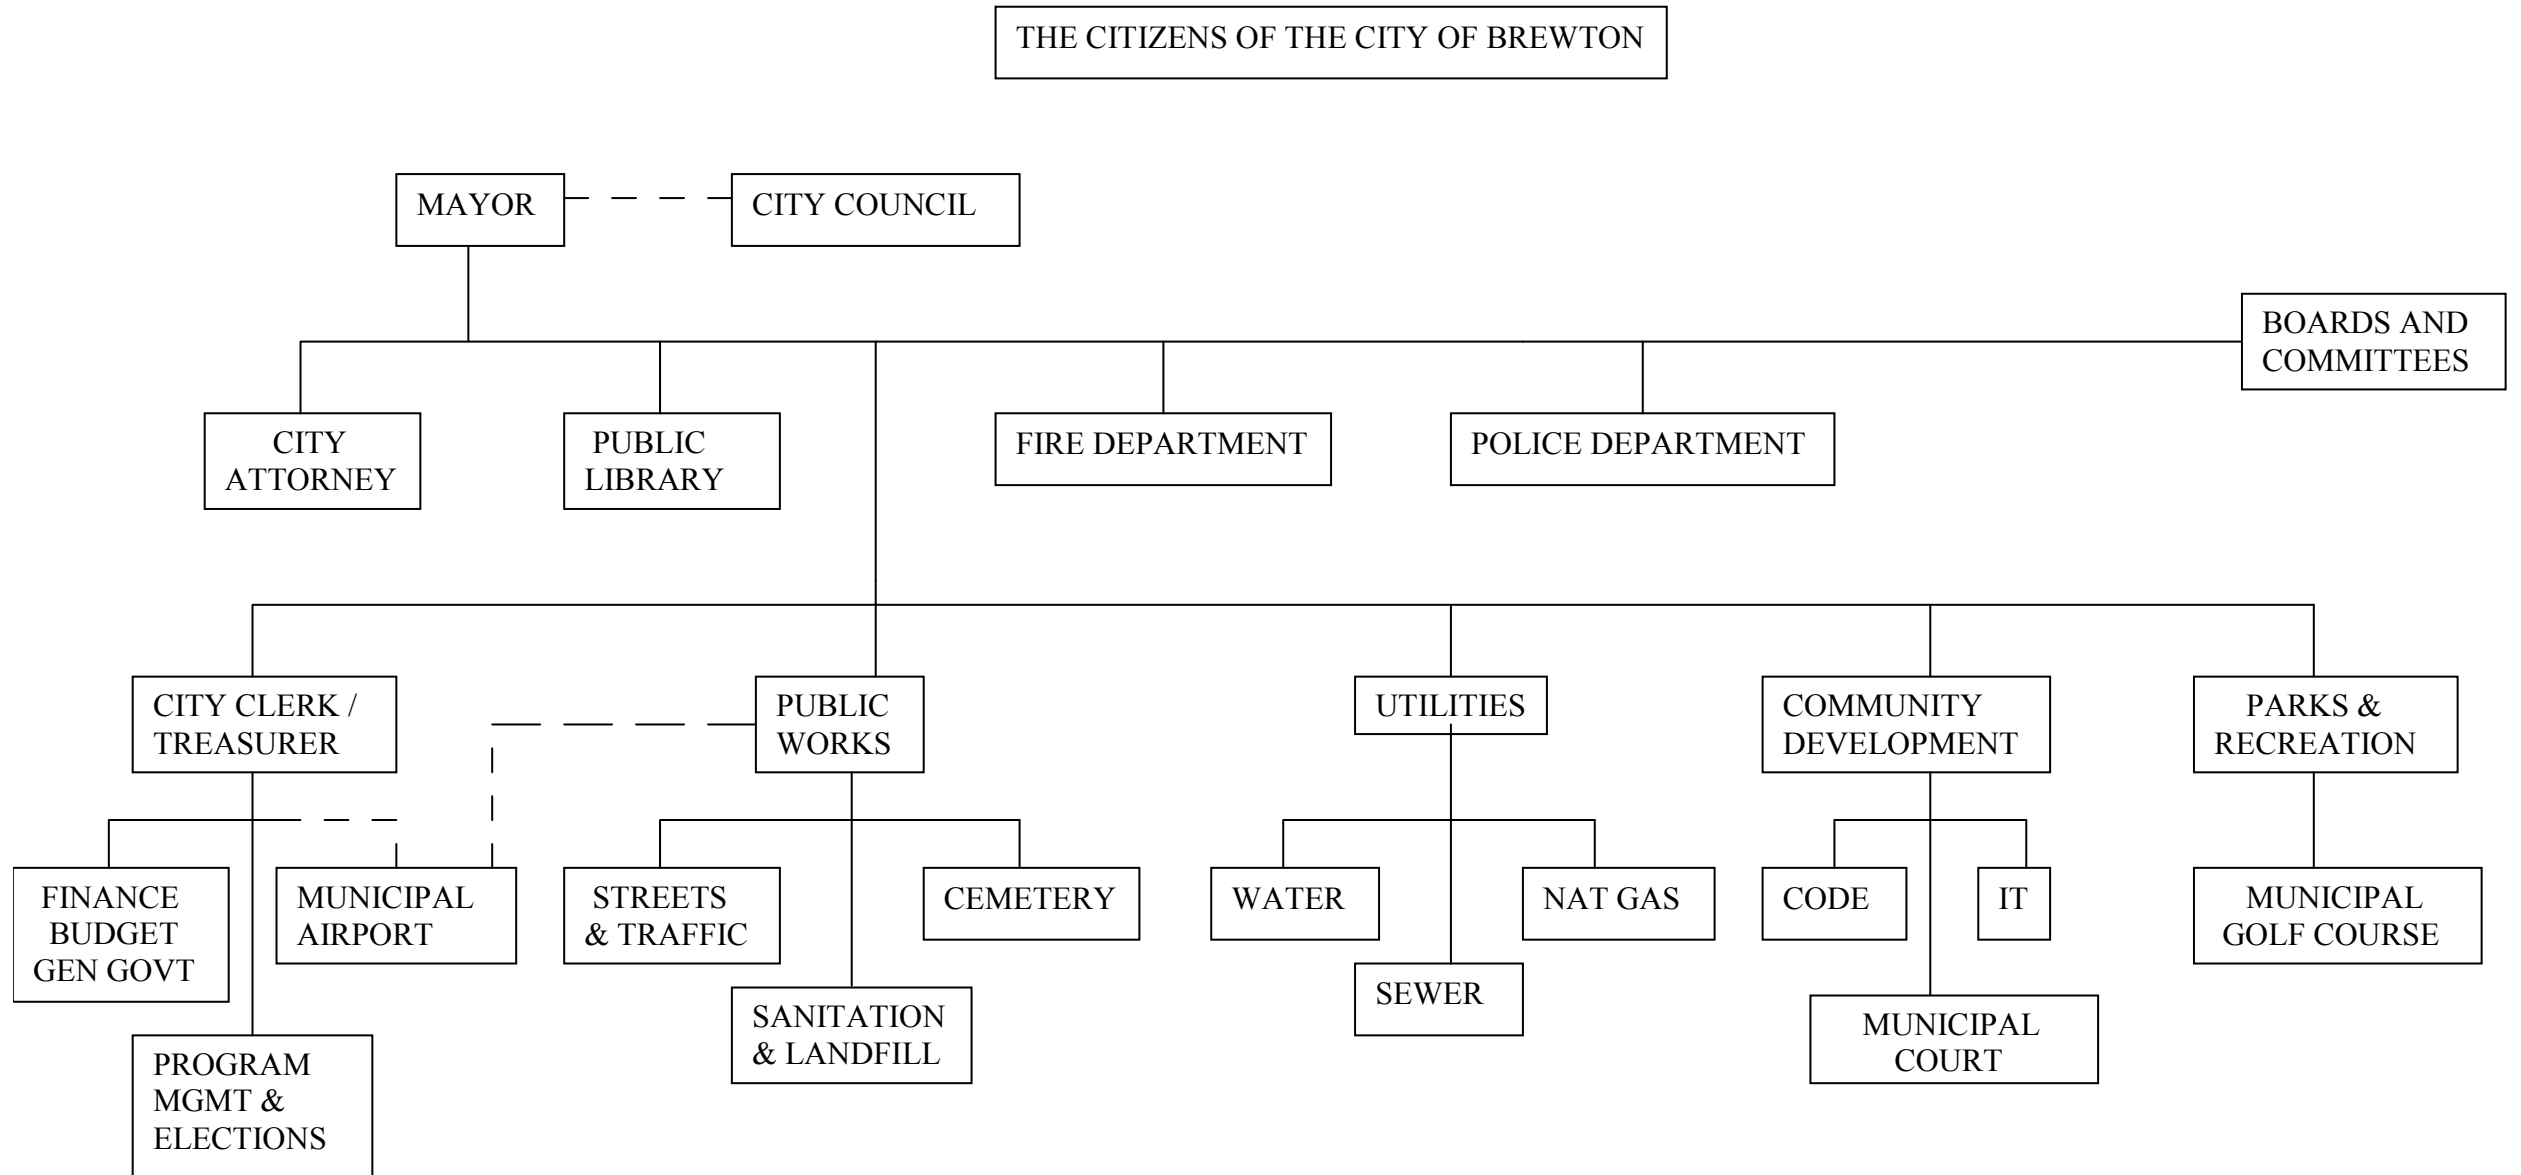 THE CITIZENS OF THE CITY OF BREWTON
MAYOR
CITY COUNCIL
BOARDS AND
COMMITTEES
CITY
ATTORNEY
PUBLIC
LIBRARY
FIRE DEPARTMENT
POLICE DEPARTMENT
CITY CLERK /
TREASURER
PUBLIC
WORKS
UTILITIES
COMMUNITY
DEVELOPMENT
PARKS &
RECREATION
FINANCE
BUDGET
GEN GOVT
MUNICIPAL
AIRPORT
STREETS
& TRAFFIC
CEMETERY
WATER
NAT GAS
CODE
IT
MUNICIPAL
GOLF COURSE
SEWER
SANITATION
& LANDFILL
MUNICIPAL
COURT
PROGRAM
MGMT &
ELECTIONS